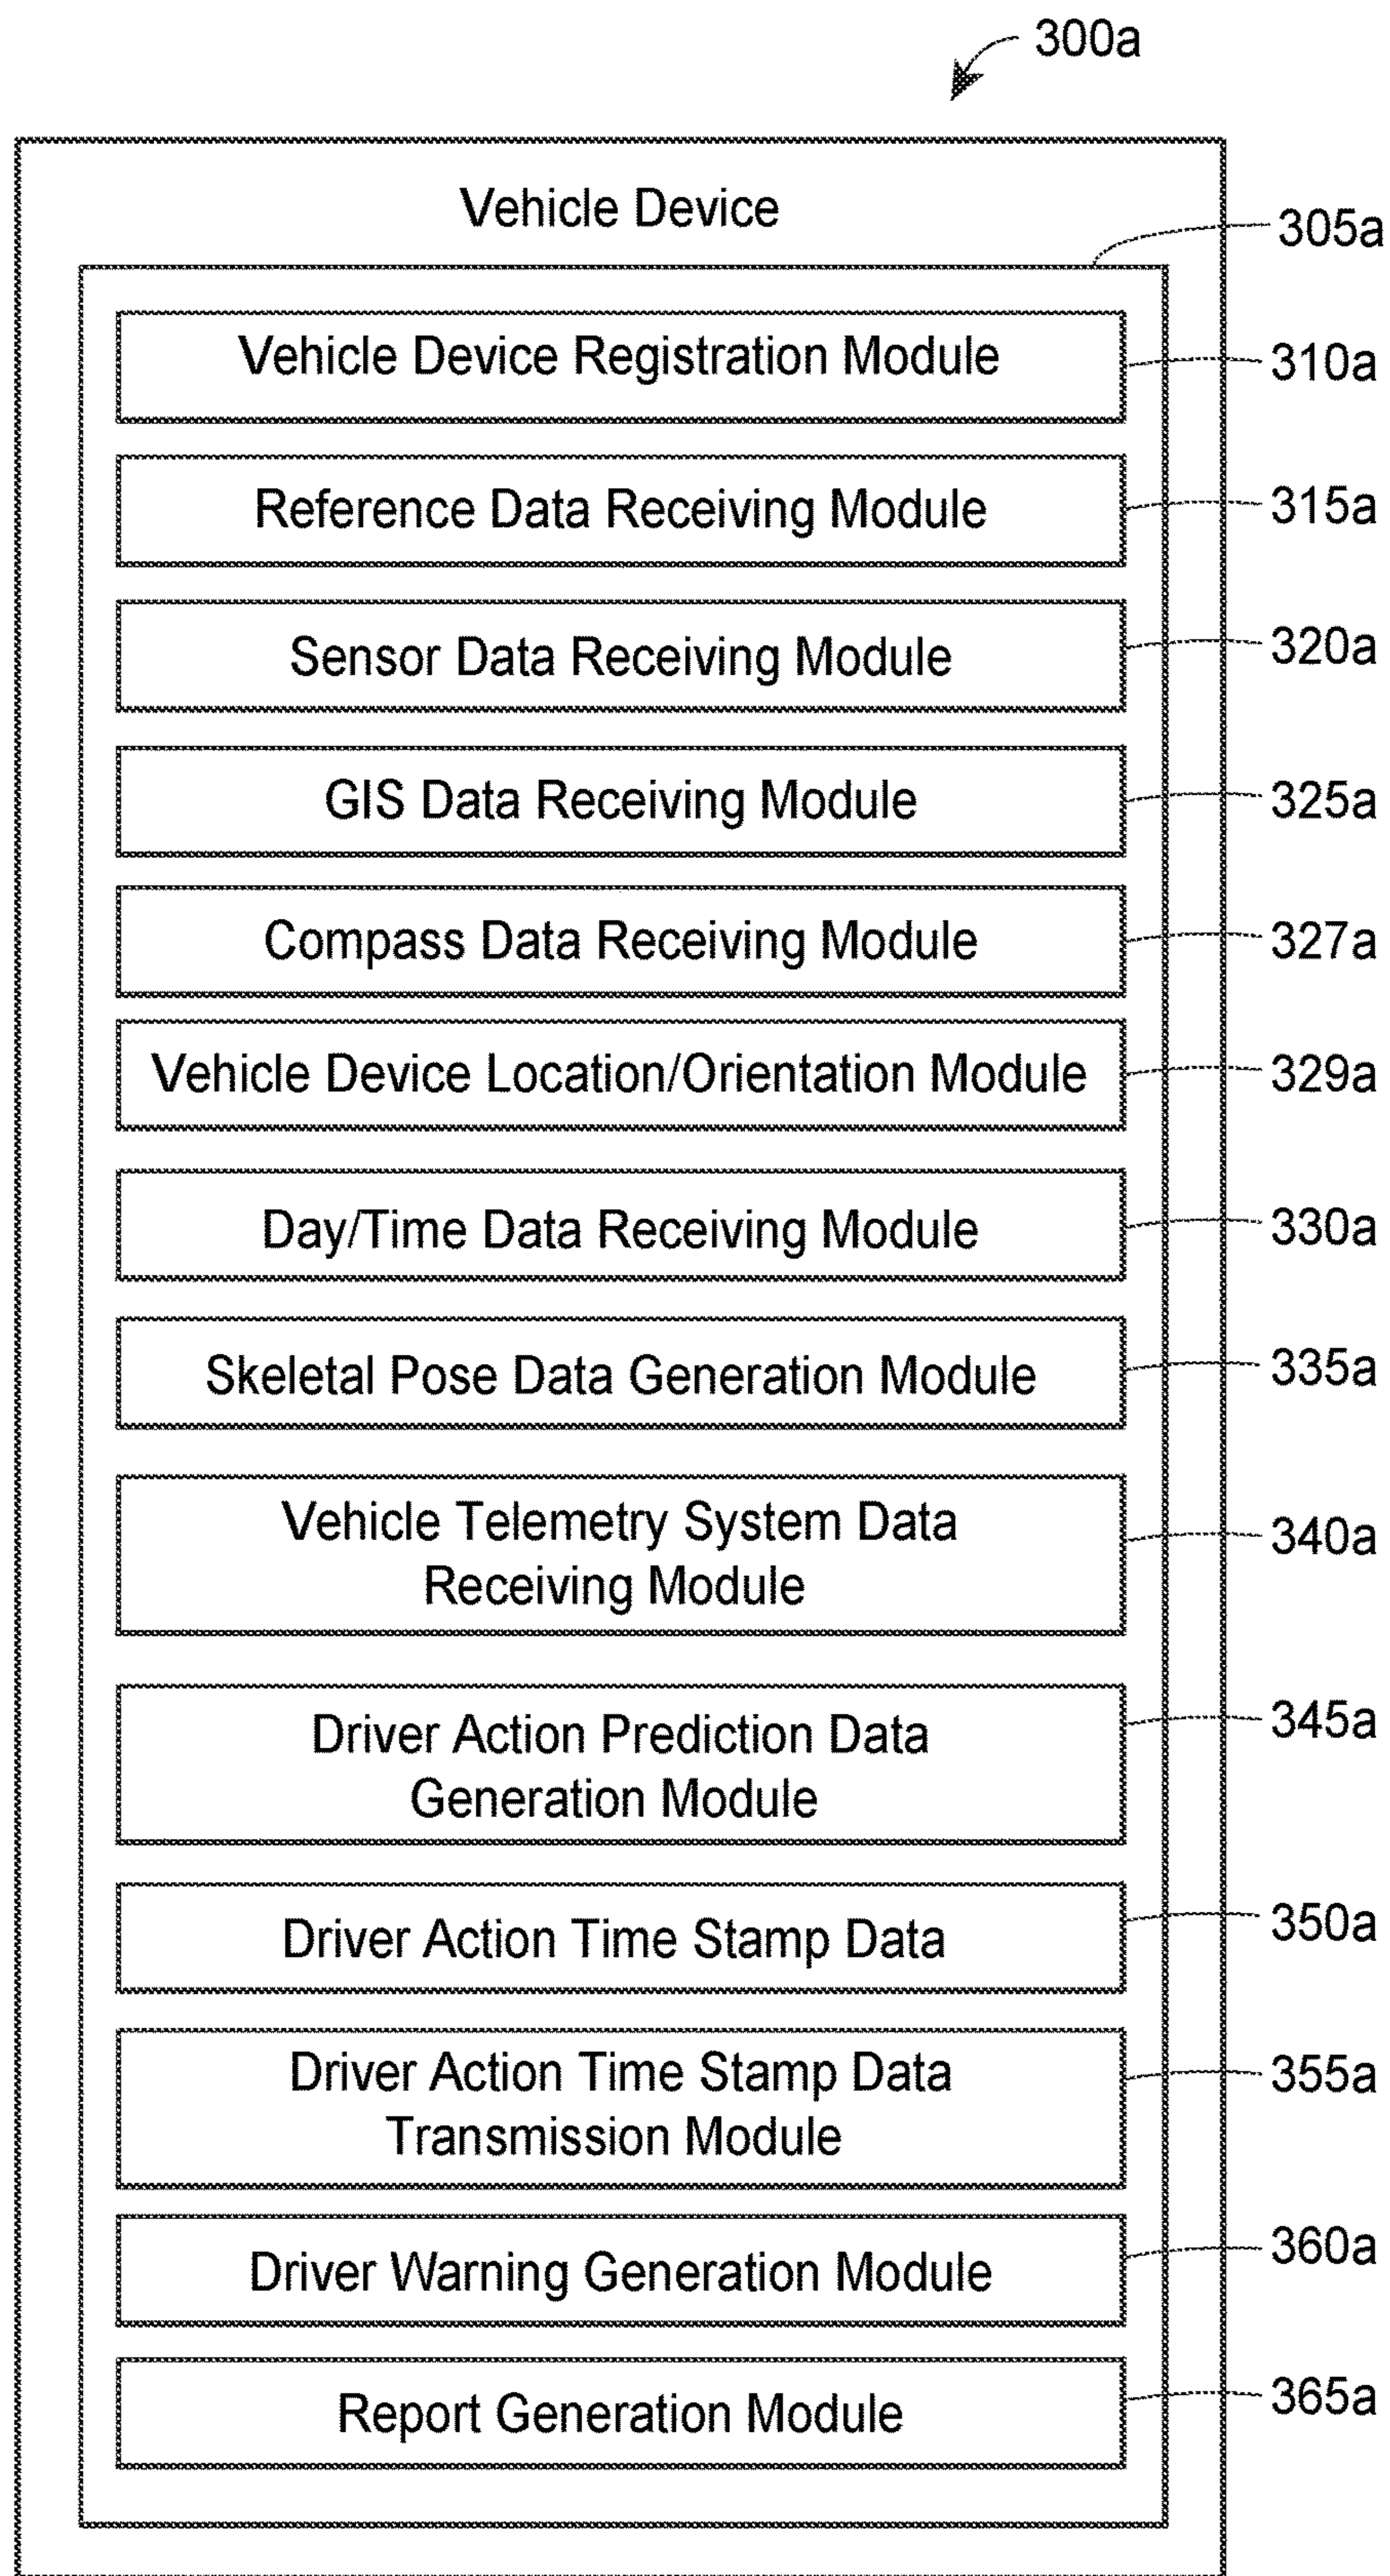 300a
Vehicle Device
305a
Vehicle Device Registration Module
310a
Reference Data Receiving Module
315a
Sensor Data Receiving Module
320a
GIS Data Receiving Module
325a
Compass Data Receiving Module
327a
Vehicle Device Location/Orientation Module
329a
Day/Time Data Receiving Module
330a
Skeletal Pose Data Generation Module
335a
Vehicle Telemetry System Data
Receiving Module
340a
Driver Action Prediction Data
Generation Module
345a
Driver Action Time Stamp Data
350a
Driver Action Time Stamp Data
Transmission Module
355a
Driver Warning Generation Module
360a
Report Generation Module
365a